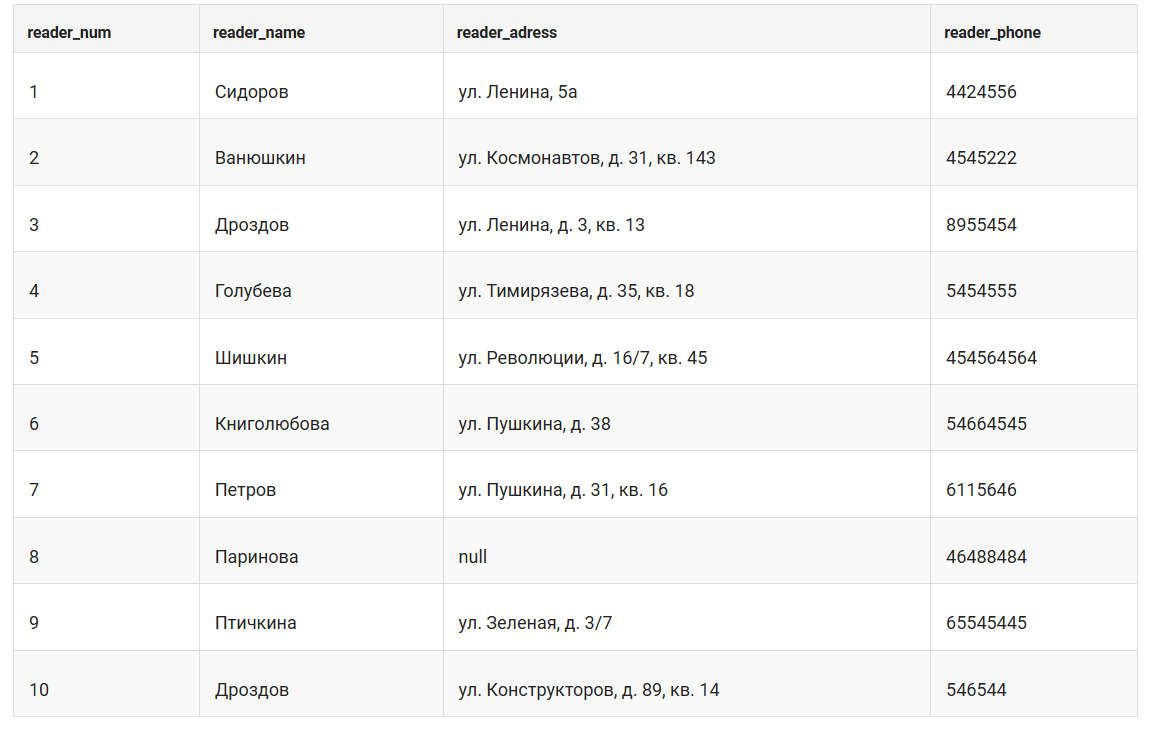 reader_num reader_name reader_adress reader_phone
1 Сидоров ул. Ленина, 5а 4424556
2 Ванюшкин ул. Космонавтов, д. 31, кв. 143 4545222
3 Дроздов ул. Ленина, д. 3, кв. 13 8955454
4 Голубева ул. Тимирязева, д. 35, кв. 18 5454555
5 Шишкин ул. Революции, д. 16/7, кв. 45 454564564
6 Книголюбова ул. Пушкина, д. 38 54664545
7 Петров ул. Пушкина, д. 31, кв. 16 6115646
8 Паринова null 46488484
9 Птичкина ул. Зеленая, д. 3/7 65545445
10 Дроздов ул. Конструкторов, д. 89, кв. 14 546544